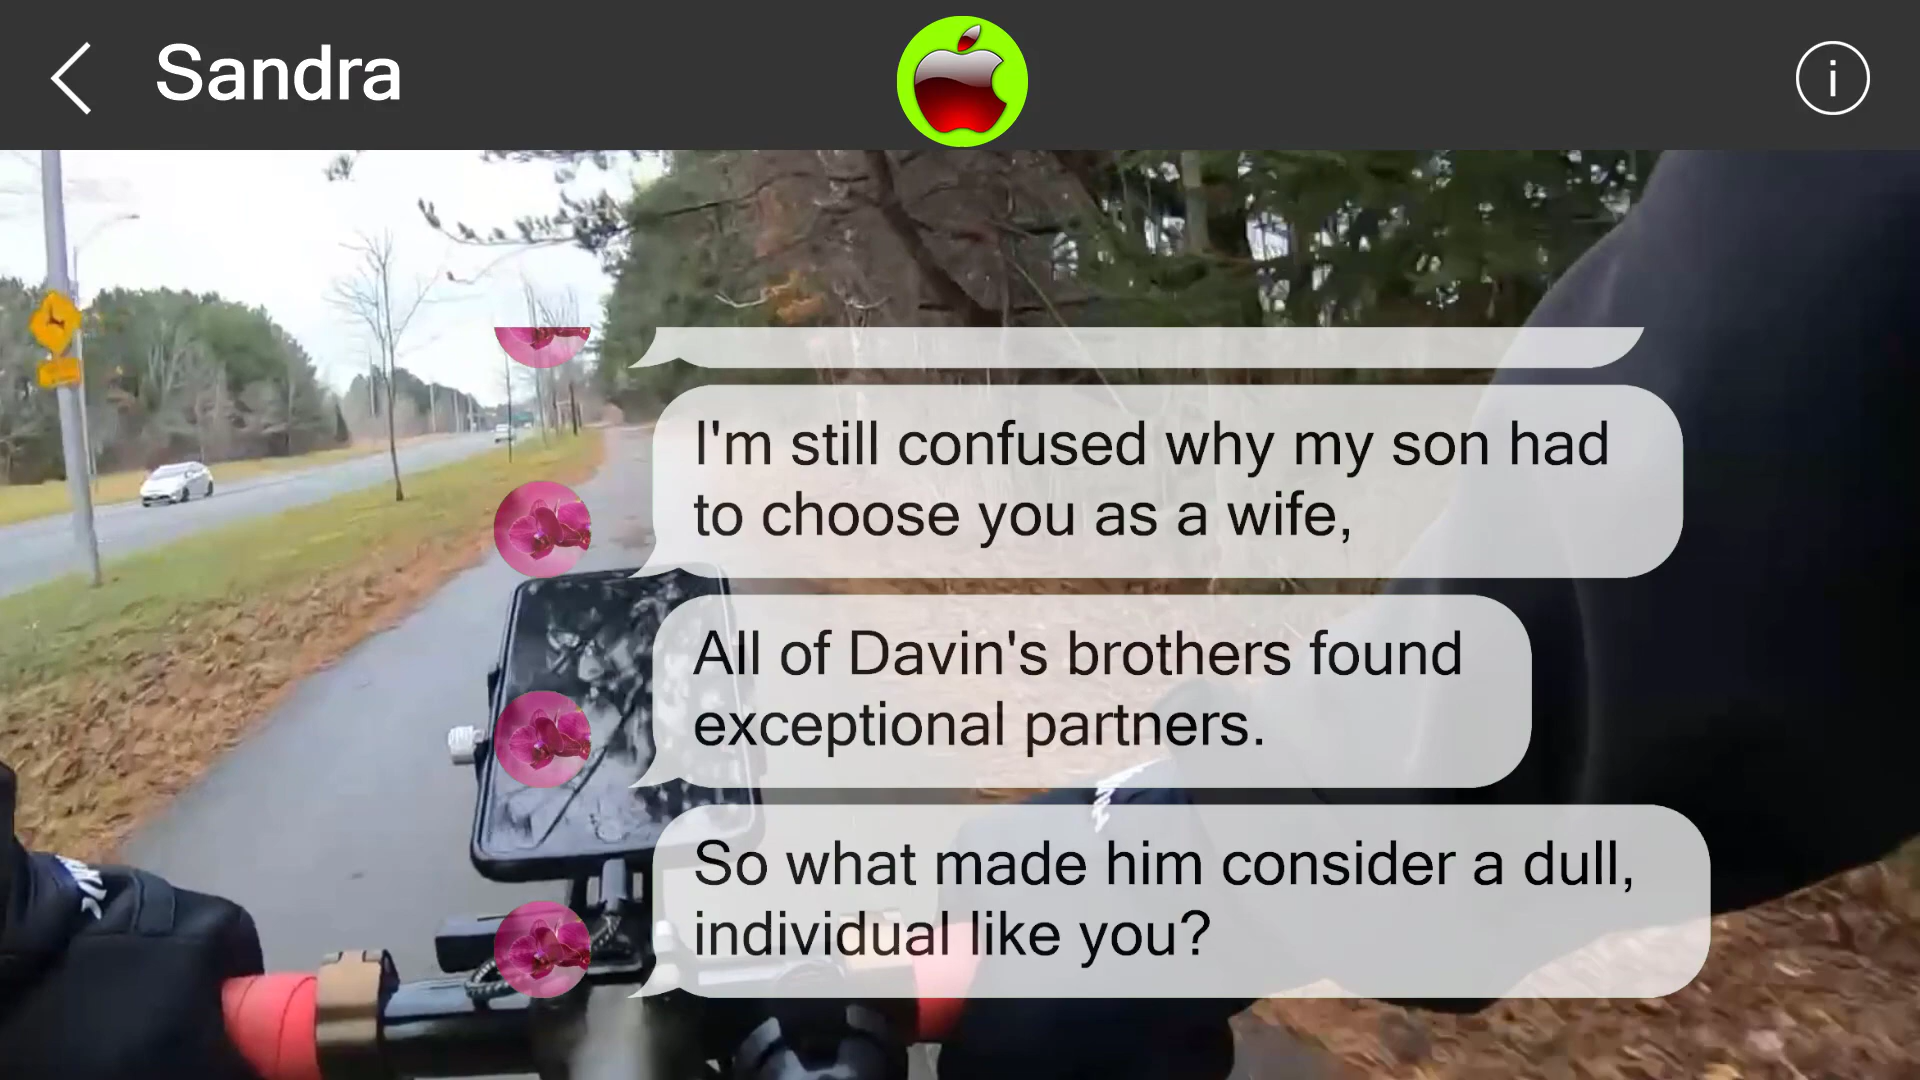 Sandra
i
I'm still confused why my son had
to choose you as a wife,
All of Davin's brothers found
exceptional partners.
So what made him consider a dull,
individual like you?